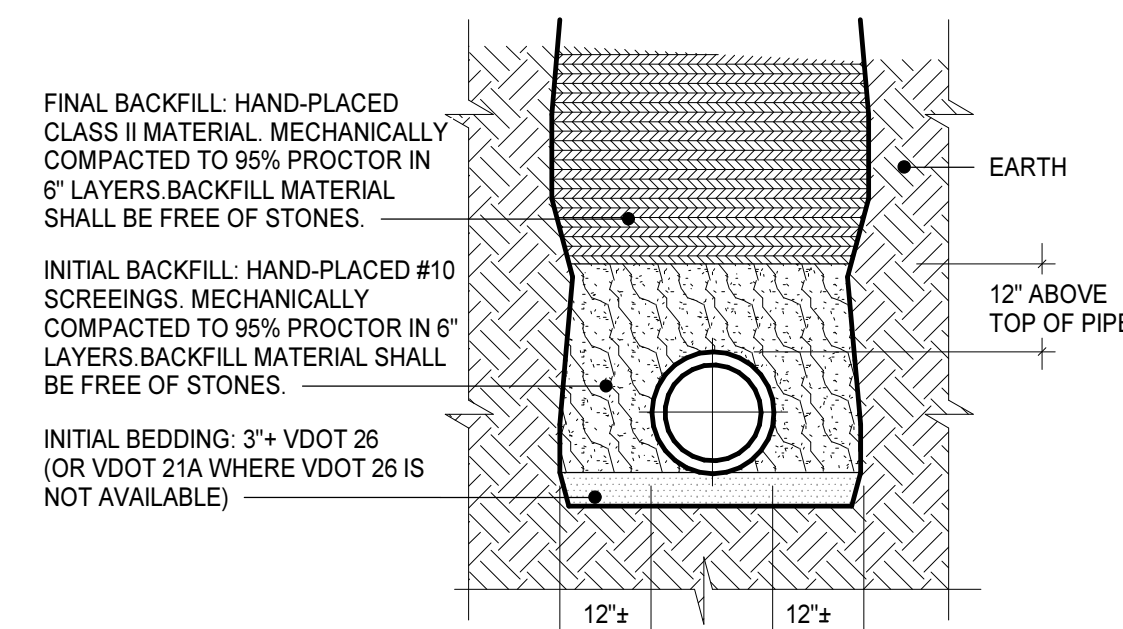 FINAL BACKFILL: HAND-PLACED
CLASS II MATERIAL. MECHANICALLY
COMPACTED TO 95% PROCTOR IN
6" LAYERS.BACKFILL MATERIAL
SHALL BE FREE OF STONES.
INITIAL BACKFILL: HAND-PLACED #10
SCREEINGS. MECHANICALLY
COMPACTED TO 95% PROCTOR IN 6"
LAYERS.BACKFILL MATERIAL SHALL
BE FREE OF STONES.
INITIAL BEDDING: 3"+ VDOT 26
(OR VDOT 21A WHERE VDOT 26 IS
NOT AVAILABLE)
EARTH
12" ABOVE
TOP OF PIPE
12"±
12"±